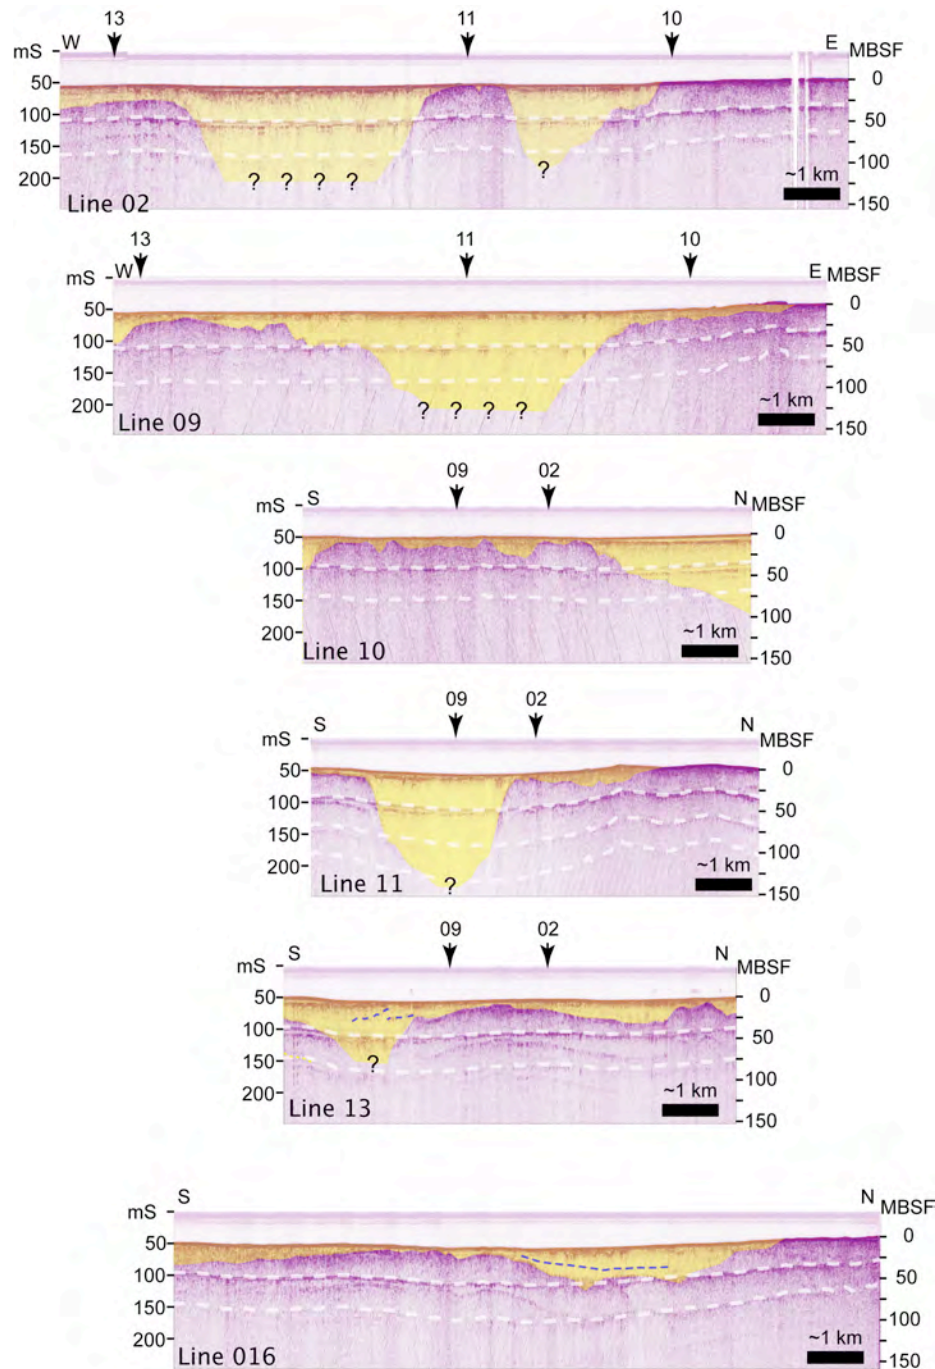 13 11 10
mS W E MBSF
50 0
100 50
150 100
200 150
? ? ? ? ?
~1 km
Line 02
13 11 10
mS W E MBSF
50 0
100 50
150 100
200 150
? ? ? ?
~1 km
Line 09
09 02
mS S N MBSF
50 0
100 50
150 100
200 150
~1 km
Line 10
09 02
mS S N MBSF
50 0
100 50
150 100
200 150
?
~1 km
Line 11
09 02
mS S N MBSF
50 0
100 50
150 100
200 150
?
~1 km
Line 13
S N
mS MBSF
50 0
100 50
150 100
200 150
~1 km
Line 016